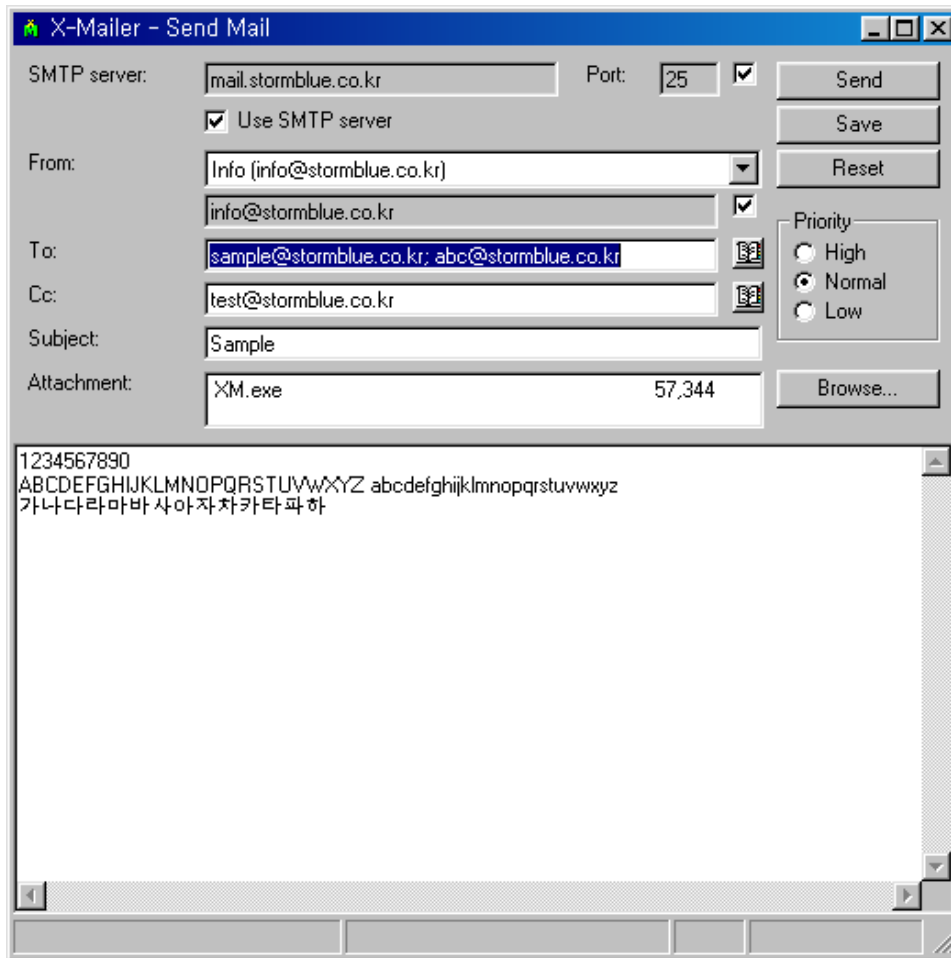 X-Mailer - Send Mail
SMTP server: mail.stormblue.co.kr Port: 25 Send
Use SMTP server Save
From: Info (info@stormblue.co.kr) Reset
info@stormblue.co.kr
Priority
To: sample@stormblue.co.kr; abc@stormblue.co.kr High
Cc: test@stormblue.co.kr Normal
Low
Subject: Sample
Attachment: XM.exe 57,344 Browse...
1234567890
ABCDEFGHIJKLMNOPQRSTUVWXYZ abcdefghijklmnopqrstuvwxyz
가나다라마바사아자차카타파하